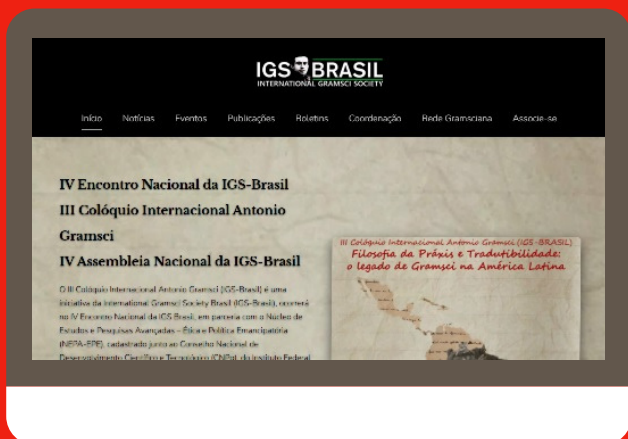 IGS BRASIL
INTERNATIONAL GRAMSCI SOCIETY
Início Notícias Eventos Publicações Boletins Coordenação Rede Gramsciana Associe-se
IV Encontro Nacional da IGS-Brasil
III Colóquio Internacional Antonio
Gramsci
IV Assembleia Nacional da IGS-Brasil
O III Colóquio Internacional Antonio Gramsci (IGS-Brasil) é uma
iniciativa da International Gramsci Society Brasil (IGS-Brasil), ocorrerá
no IV Encontro Nacional da IGS Brasil, em parceria com o Núcleo de
Estudos e Pesquisas Avançadas – Ética e Política Emancipatória
(NEPA-EPE), cadastrado junto ao Conselho Nacional de
Desenvolvimento Científico e Tecnológico (CNPq), do Instituto Federal
III Colóquio Internacional Antonio Gramsci (IGS-BRASIL)
Filosofia da Práxis e Tradutibilidade:
o legado de Gramsci na América Latina